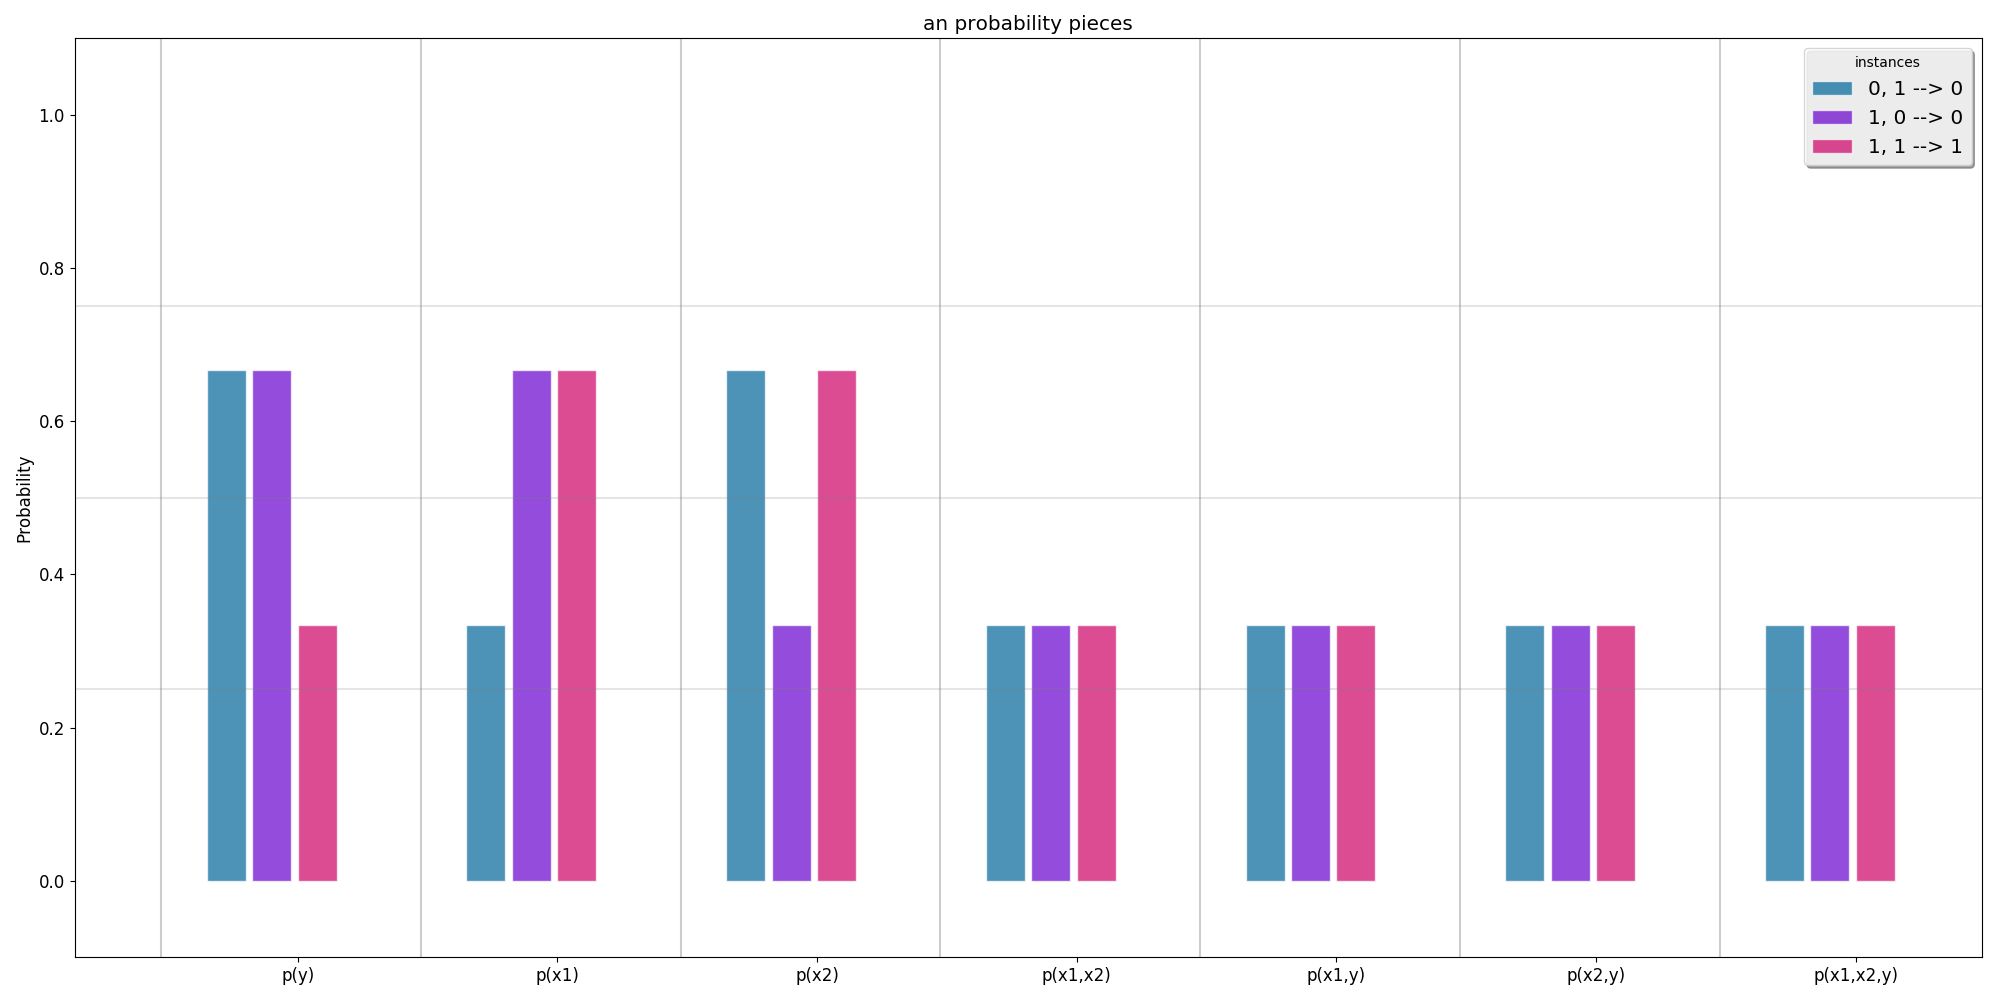 an probability pieces
instances
0, 1 --> 0
1, 0 --> 0
1, 1 --> 1
1.0
0.8
0.6
0.4
0.2
0.0
Probability
p(y)
p(x1)
p(x2)
p(x1,x2)
p(x1,y)
p(x2,y)
p(x1,x2,y)